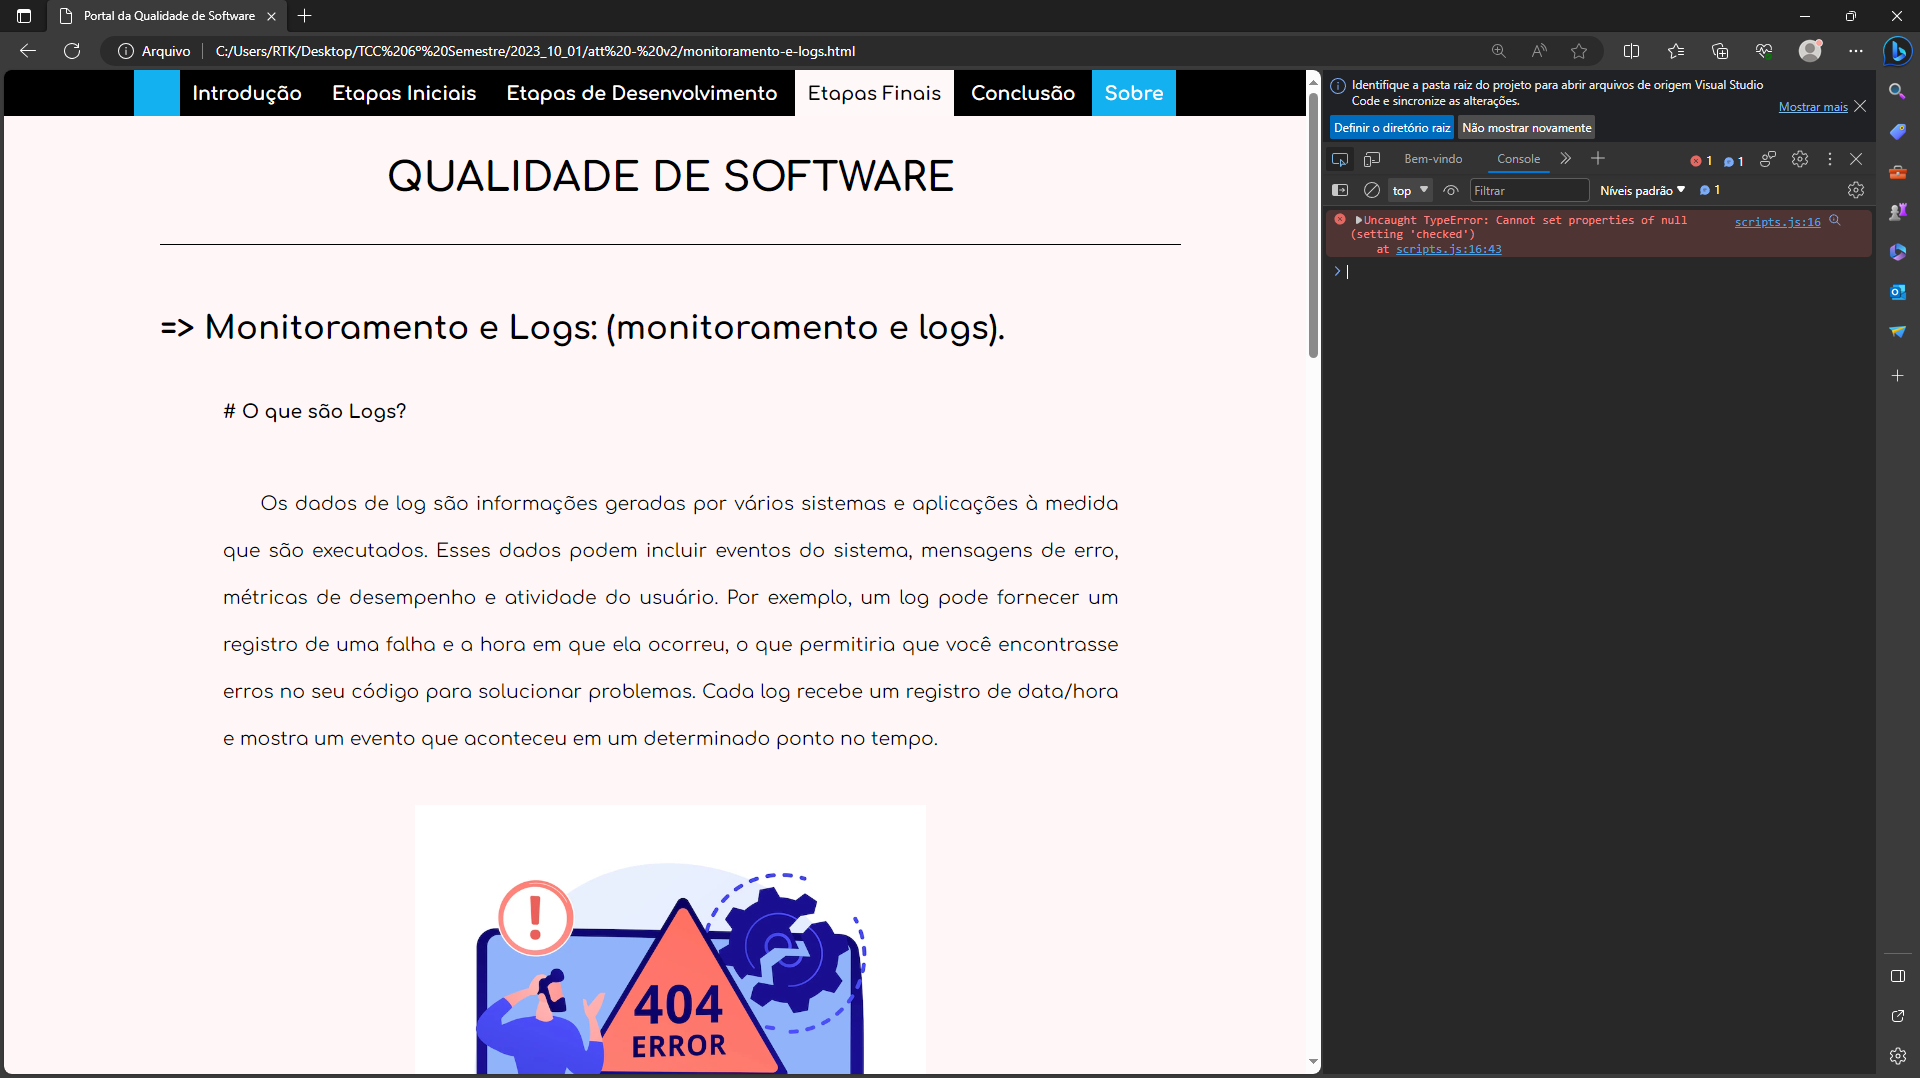 Portal da Qualidade de Software
Arquivo
C:/Users/RTK/Desktop/TCC%206º%20Semestre/2023_10_01/att%20-%20v2/monitoramento-e-logs.html
Introdução Etapas Iniciais Etapas de Desenvolvimento Etapas Finais Conclusão Sobre
QUALIDADE DE SOFTWARE
=> Monitoramento e Logs: (monitoramento e logs).
# O que são Logs?
Os dados de log são informações geradas por vários sistemas e aplicações à medida
que são executados. Esses dados podem incluir eventos do sistema, mensagens de erro,
métricas de desempenho e atividade do usuário. Por exemplo, um log pode fornecer um
registro de uma falha e a hora em que ela ocorreu, o que permitiria que você encontrasse
erros no seu código para solucionar problemas. Cada log recebe um registro de data/hora
e mostra um evento que aconteceu em um determinado ponto no tempo.
!
404
ERROR
Identifique a pasta raiz do projeto para abrir arquivos de origem Visual Studio
Code e sincronize as alterações.
Mostrar mais
Definir o diretório raiz Não mostrar novamente
Bem-vindo Console 1 1
top Filtrar Níveis padrão 1
Uncaught TypeError: Cannot set properties of null scripts.js:16
(setting 'checked')
at scripts.js:16:43